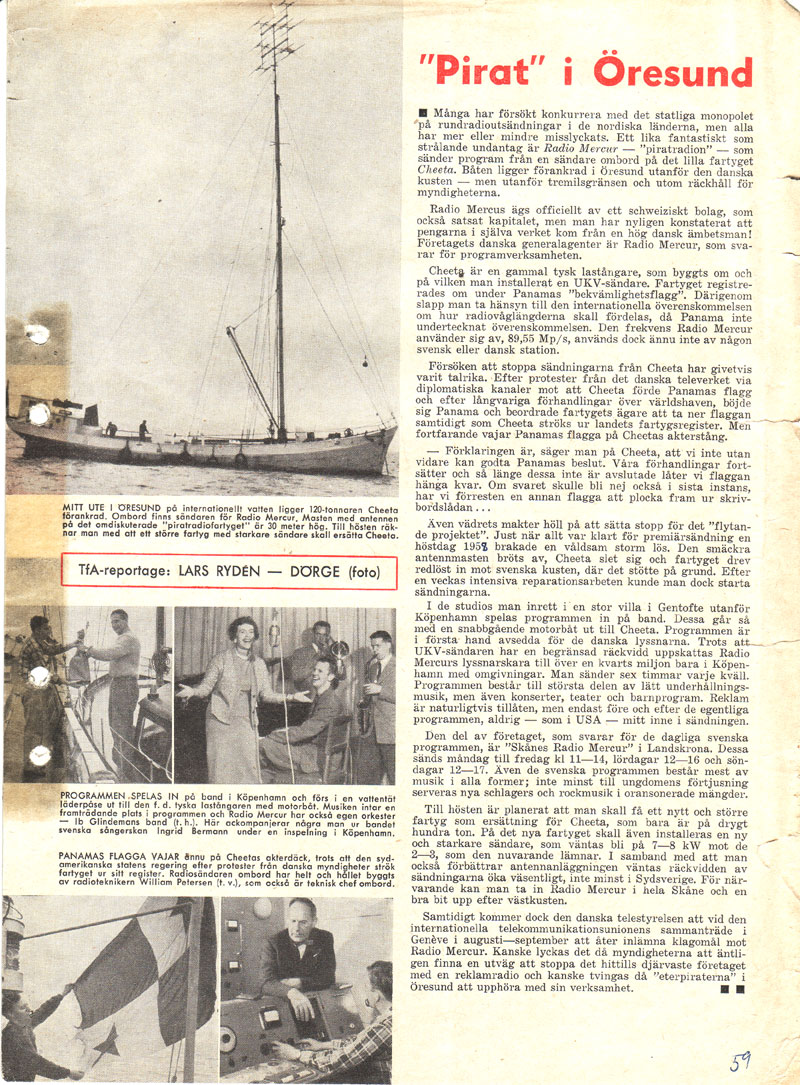 "Pirat" i Öresund
■ Många har försökt konkurrera med det statliga monopolet
på rundradioutsändningar i de nordiska länderna, men alla
har mer eller mindre misslyckats. Ett lika fantastiskt som
strålande undantag är Radio Mercur — "piratradion" — som
sänder program från en sändare ombord på det lilla fartyget
Cheeta. Båten ligger förankrad i Öresund utanför den danska
kusten — men utanför tremilsgränsen och utom räckhåll för
myndigheterna.
Radio Mercus ägs officiellt av ett schweiziskt bolag, som
också satsat kapitalet, men man har nyligen konstaterat att
pengarna i själva verket kom från en hög dansk ämbetsman!
Företagets danska generalagenter är Radio Mercur, som sva-
rar för programverksamheten.
Cheeta är en gammal tysk lastångare, som byggts om och
på vilken man installerat en UKV-sändare. Fartyget registre-
rades om under Panamas "bekvämlighetsflagg". Därigenom
slapp man ta hänsyn till den internationella överenskommelsen
om hur radiovåglängderna skall fördelas, då Panama inte
undertecknat överenskommelsen. Den frekvens Radio Mercur
använder sig av, 89,55 Mp/s, används dock ännu inte av någon
svensk eller dansk station.
Försöken att stoppa sändningarna från Cheeta har givetvis
varit talrika. Efter protester från det danska televerket via
diplomatiska kanaler mot att Cheeta förde Panamas flagg
och efter långvariga förhandlingar över världshaven, böjde
sig Panama och beordrade fartygets ägare att ta ner flaggan
samtidigt som Cheeta ströks ur landets fartygsregister. Men
fortfarande vajar Panamas flagga på Cheetas akterstång.
— Förklaringen är, säger man på Cheeta, att vi inte utan
vidare kan godta Panamas beslut. Våra förhandlingar fort-
sätter och så länge dessa inte är avslutade låter vi flaggan
hänga kvar. Om svaret skulle bli nej också i sista instans,
har vi förresten en annan flagga att plocka fram ur skriv-
bordslådan . . .
Även vädrets makter höll på att sätta stopp för det "flytan-
de projektet". Just när allt var klart för premiärsändning en
höstdag 1958 brakade en våldsam storm lös. Den smäckra
antennmasten bröts av, Cheeta slet sig och fartyget drev
redlöst in mot svenska kusten, där det stötte på grund. Efter
en veckas intensiva reparationsarbeten kunde man dock starta
sändningarna.
I de studios man inrett i en stor villa i Gentofte utanför
Köpenhamn spelas programmen in på band. Dessa går så
med en snabbgående motorbåt ut till Cheeta. Programmen är
i första hand avsedda för de danska lyssnarna. Trots att
UKV-sändaren har en begränsad räckvidd uppskattas Radio
Mercurs lyssnarskara till över en kvarts miljon bara i Köpen-
hamn med omgivningar. Man sänder sex timmar varje kväll.
Programmen består till största delen av lätt underhållnings-
musik, men även konserter, teater och barnprogram. Reklam
är naturligtvis tillåten, men endast före och efter de egentliga
programmen, aldrig — som i USA — mitt inne i sändningen.
Den del av företaget, som svarar för de dagliga svenska
programmen, är "Skånes Radio Mercur" i Landskrona. Dessa
sänds måndag till fredag kl 11—14, lördagar 12—16 och sön-
dagar 12—17. Även de svenska programmen består mest av
musik i alla former; inte minst till ungdomens förtjusning
serveras nya schlagers och rockmusik i oransonerade mängder.
Till hösten är planerat att man skall få ett nytt och större
fartyg som ersättning för Cheeta, som bara är på drygt
hundra ton. På det nya fartyget skall även installeras en ny
och starkare sändare, som väntas bli på 7—8 kW mot de
2—3, som den nuvarande lämnar. I samband med att man
också förbättrar antennanläggningen väntas räckvidden av
sändningarna öka väsentligt, inte minst i Sydsverige. För när-
varande kan man ta in Radio Mercur i hela Skåne och en
bra bit upp efter västkusten.
Samtidigt kommer dock den danska telestyrelsen att vid den
internationella telekommunikationsunionens sammanträde i
Genève i augusti—september att åter inlämna klagomål mot
Radio Mercur. Kanske lyckas det då myndigheterna att äntli-
gen finna en utväg att stoppa det hittills djärvaste företaget
med en reklamradio och kanske tvingas då "eterpiraterna" i
Öresund att upphöra med sin verksamhet. ■ ■
MITT UTE I ÖRESUND på internationellt vatten ligger 120-tonnaren Cheeta
förankrad. Ombord finns sändaren för Radio Mercur. Masten med antennen
på det omdiskuterade "piratradiofartyget" är 30 meter hög. Till hösten räk-
nar man med att ett större fartyg med starkare sändare skall ersätta Cheeta.
TfA-reportage: LARS RYDÉN — DÖRGE (foto)
PROGRAMMEN SPELAS IN på band i Köpenhamn och förs i en vattentät
läderpåse ut till den f. d. tyska lastångaren med motorbåt. Musiken intar en
framträdande plats i programmen och Radio Mercur har också egen orkester
— Ib Glindemans band (t. h.). Här ackompanjerar några man ur bandet
svenska sångerskan Ingrid Bermann under en inspelning i Köpenhamn.
PANAMAS FLAGGA VAJAR ännu på Cheetas akterdäck, trots att den syd-
amerikanska statens regering efter protester från danska myndigheter strök
fartyget ur sitt register. Radiosändaren ombord har helt och hållet byggts
av radioteknikern William Petersen (t. v.), som också är teknisk chef ombord.
59